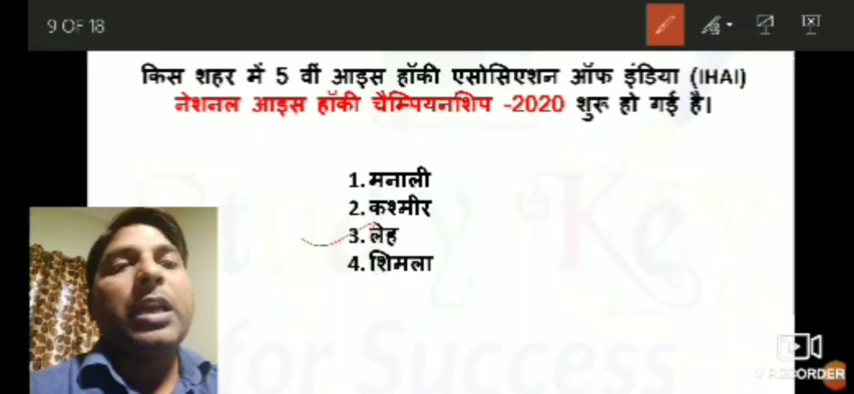 9 OF 18
किस शहर में 5 वीं आइस हॉकी एसोसिएशन ऑफ इंडिया (IHAI)
नेशनल आइस हॉकी चैम्पियनशिप -2020 शुरू हो गई है।
1. मनाली
2. कश्मीर
3. लेह
4. शिमला
Study Key
for Success
RECORDER